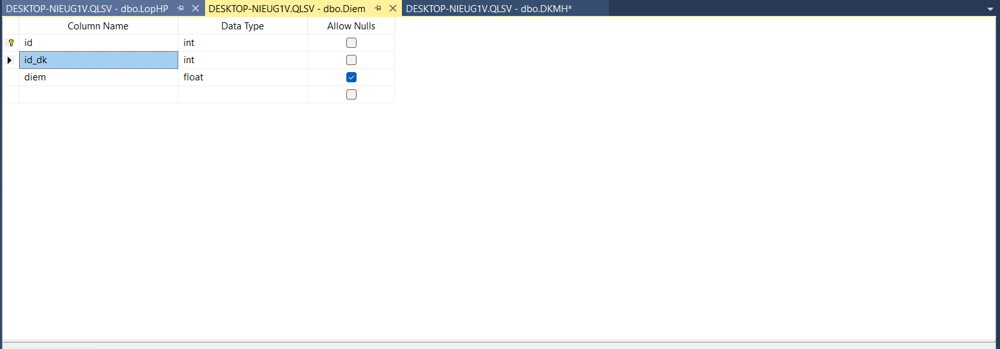 DESKTOP-NIEUG1V.QLSV - dbo.LopHP DESKTOP-NIEUG1V.QLSV - dbo.Diem DESKTOP-NIEUG1V.QLSV - dbo.DKMH*
Column Name Data Type Allow Nulls
id int
id_dk int
diem float